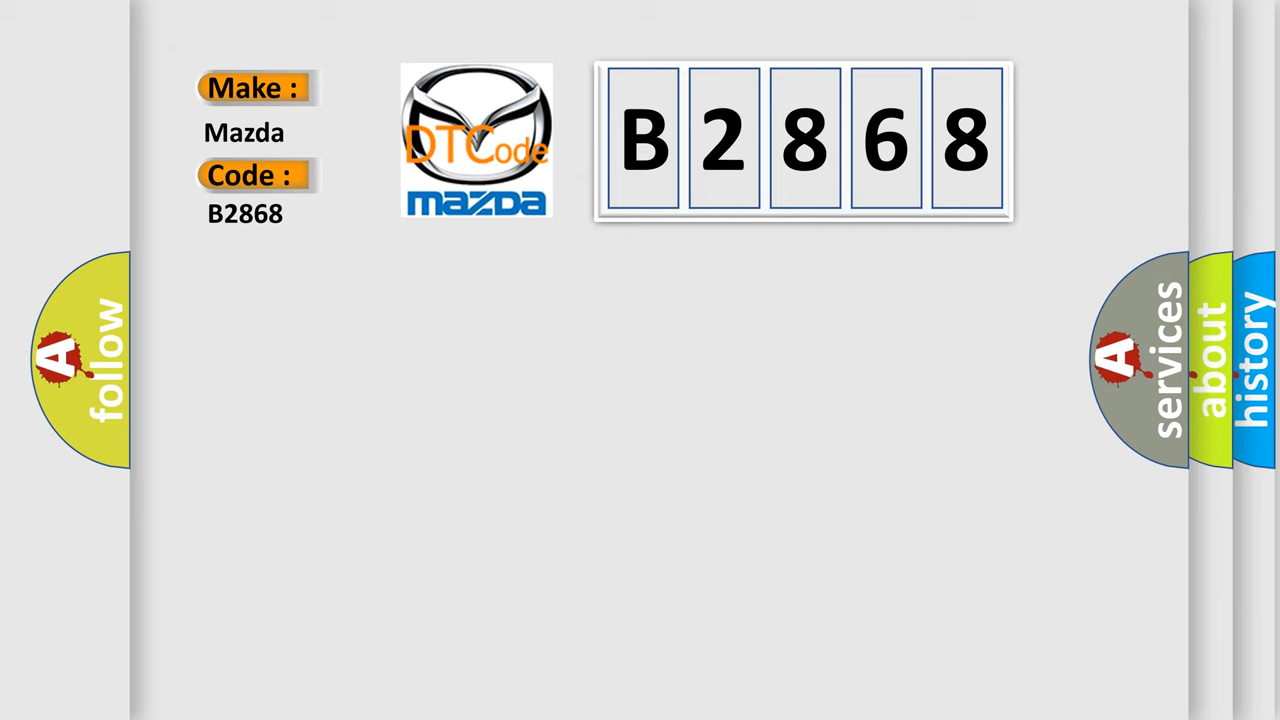 Make :
Mazda
Code :
B2868
DTCode
mazda
B 2 8 6 8
A follow
A services
about
history